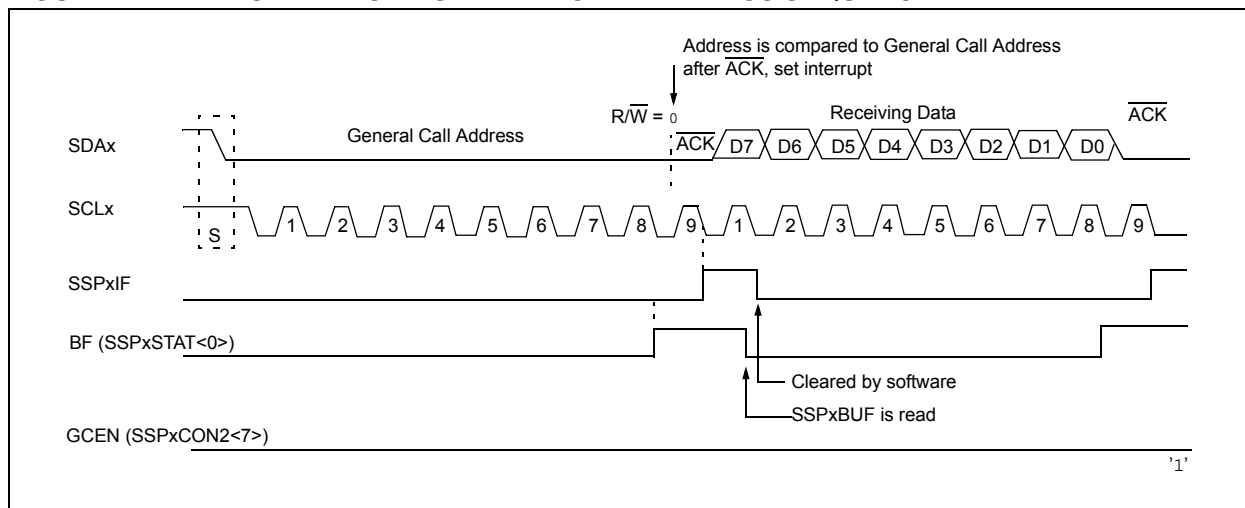 Address is compared to General Call Address
after ACK, set interrupt
R/W = 0
Receiving Data
ACK
SDAx
General Call Address
ACK
D7 D6 D5 D4 D3 D2 D1 D0
SCLx
S
1 2 3 4 5 6 7 8 9 1 2 3 4 5 6 7 8 9
SSPxIF
BF (SSPxSTAT<0>)
Cleared by software
SSPxBUF is read
GCEN (SSPxCON2<7>)
'1'